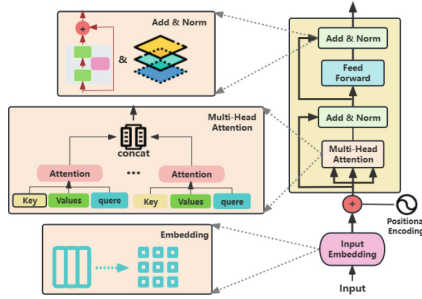 Add & Norm
&
Multi-Head
Attention
concat
Attention
...
Attention
Key
Values
quere
Key
Values
quere
Embedding
Add & Norm
Feed
Forward
Add & Norm
Multi-Head
Attention
Positional
Encoding
Input
Embedding
Input